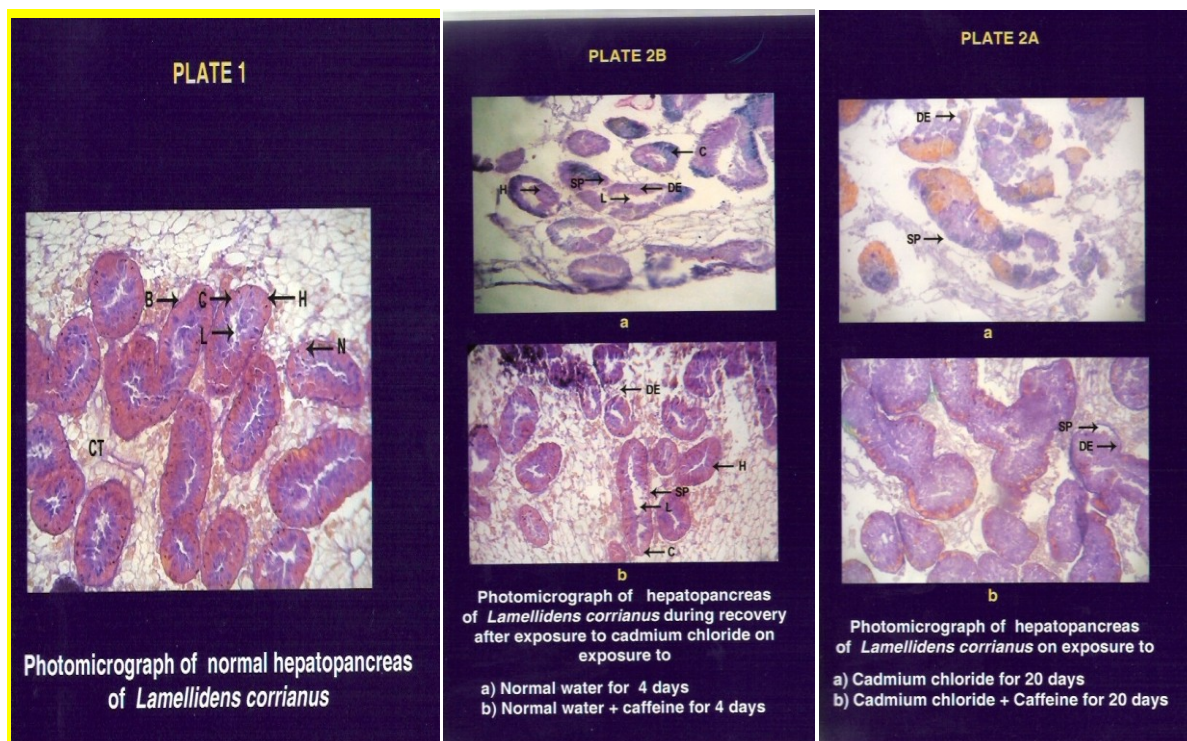 PLATE 1
B
C
H
L
N
CT
Photomicrograph of normal hepatopancreas
of Lamellidens corrianus
PLATE 2B
C
H
SP
DE
L
a
DE
H
SP
L
C
b
Photomicrograph of hepatopancreas
of Lamellidens corrianus during recovery
after exposure to cadmium chloride on
exposure to
a) Normal water for 4 days
b) Normal water + caffeine for 4 days
PLATE 2A
DE
SP
a
SP
DE
b
Photomicrograph of hepatopancreas
of Lamellidens corrianus on exposure to
a) Cadmium chloride for 20 days
b) Cadmium chloride + Caffeine for 20 days